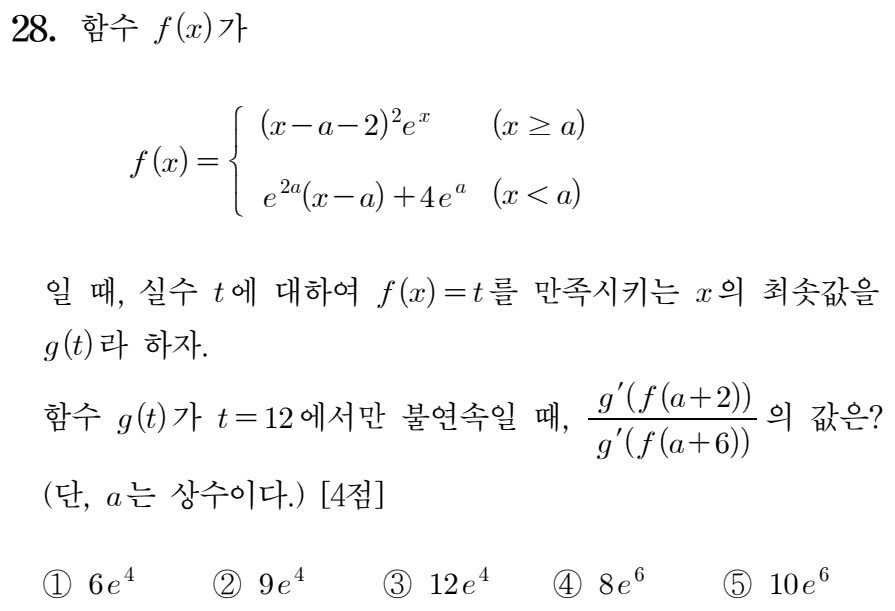 28. 함수 f(x)가
f(x) = { (x-a-2)²eˣ (x ≥ a)
e²ᵃ(x-a)+4eᵃ (x < a)
일 때, 실수 t에 대하여 f(x)=t를 만족시키는 x의 최솟값을
g(t)라 하자.
함수 g(t)가 t=12에서만 불연속일 때, g′(f(a+2))/g′(f(a+6)) 의 값은?
(단, a는 상수이다.) [4점]
① 6e⁴ ② 9e⁴ ③ 12e⁴ ④ 8e⁶ ⑤ 10e⁶